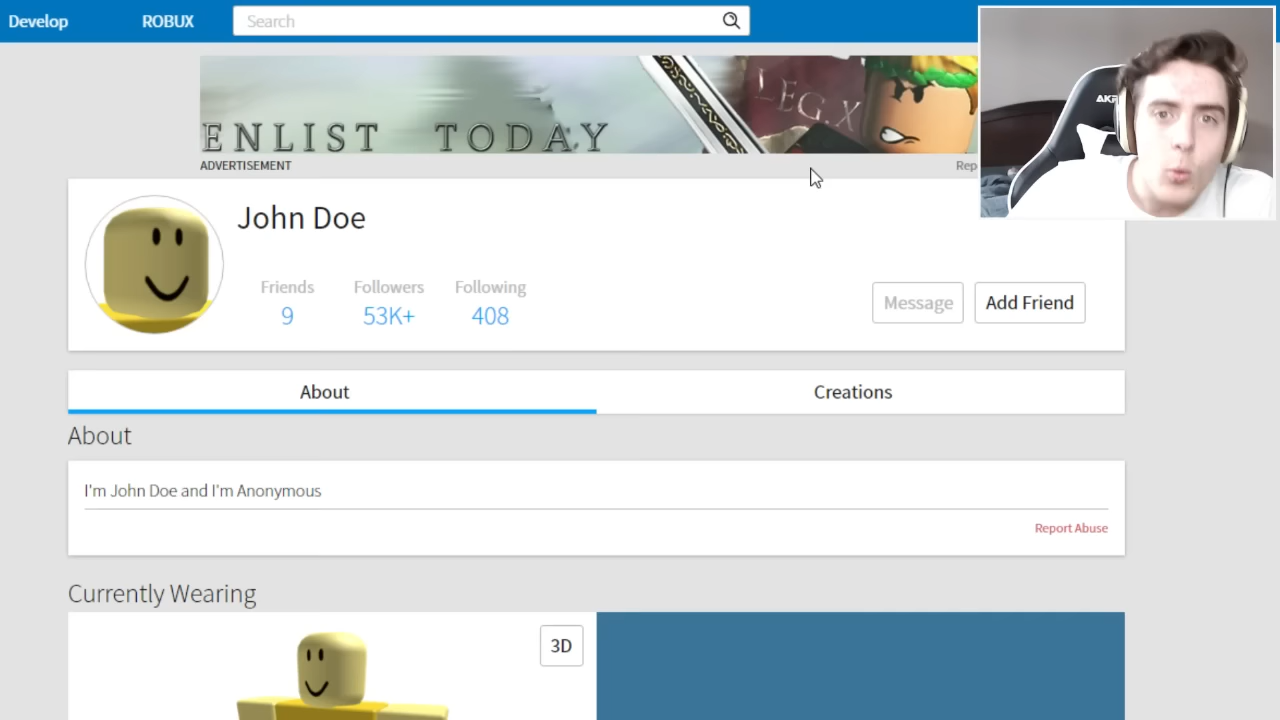 Develop
ROBUX
Search
ENLIST TODAY
LEG.X
ADVERTISEMENT
John Doe
Friends
Followers
Following
9
53K+
408
Message
Add Friend
About
Creations
About
I'm John Doe and I'm Anonymous
Report Abuse
Currently Wearing
3D